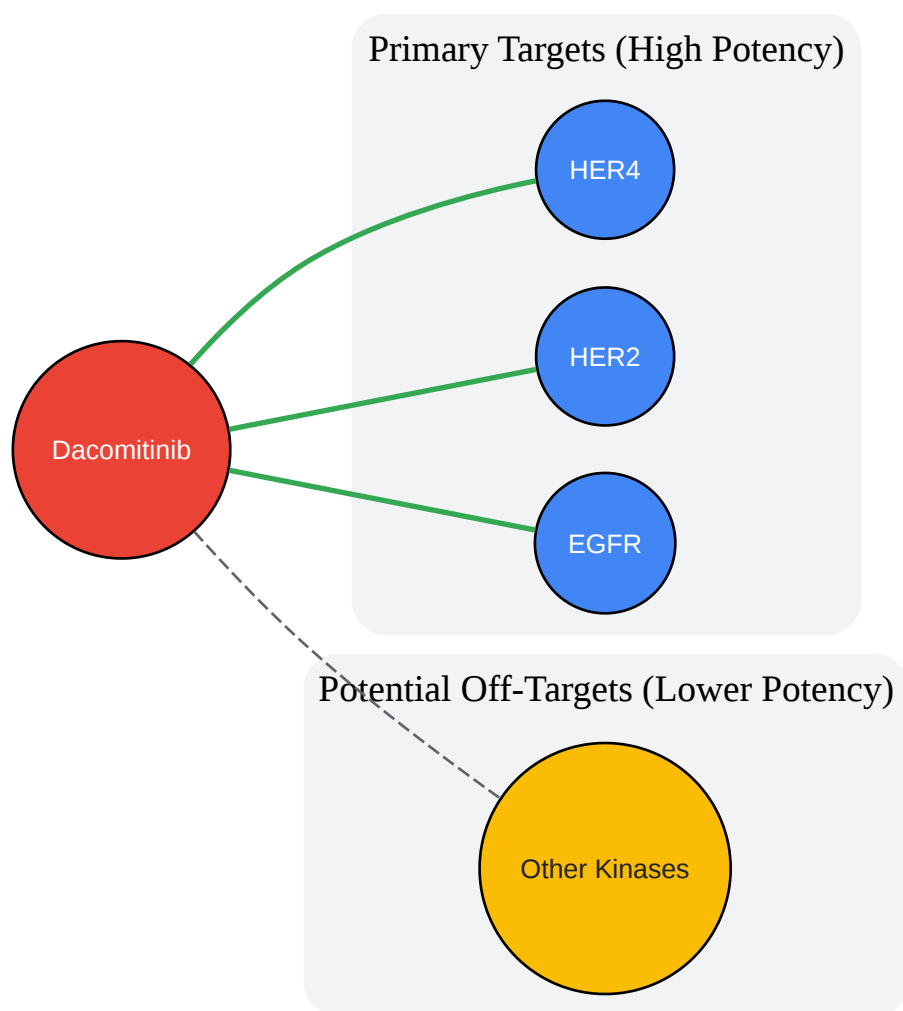 Primary Targets (High Potency)
HER4
HER2
Dacomitinib
EGFR
Potential Off-Targets (Lower Potency)
Other Kinases